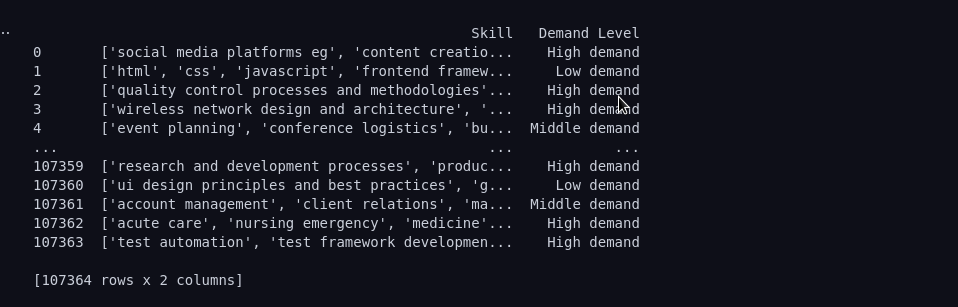 Skill Demand Level
0 ['social media platforms eg', 'content creatio... High demand
1 ['html', 'css', 'javascript', 'frontend framew... Low demand
2 ['quality control processes and methodologies'... High demand
3 ['wireless network design and architecture', '... High demand
4 ['event planning', 'conference logistics', 'bu... Middle demand
... ... ...
107359 ['research and development processes', 'produc... High demand
107360 ['ui design principles and best practices', 'g... Low demand
107361 ['account management', 'client relations', 'ma... Middle demand
107362 ['acute care', 'nursing emergency', 'medicine'... High demand
107363 ['test automation', 'test framework developmen... High demand
[107364 rows x 2 columns]